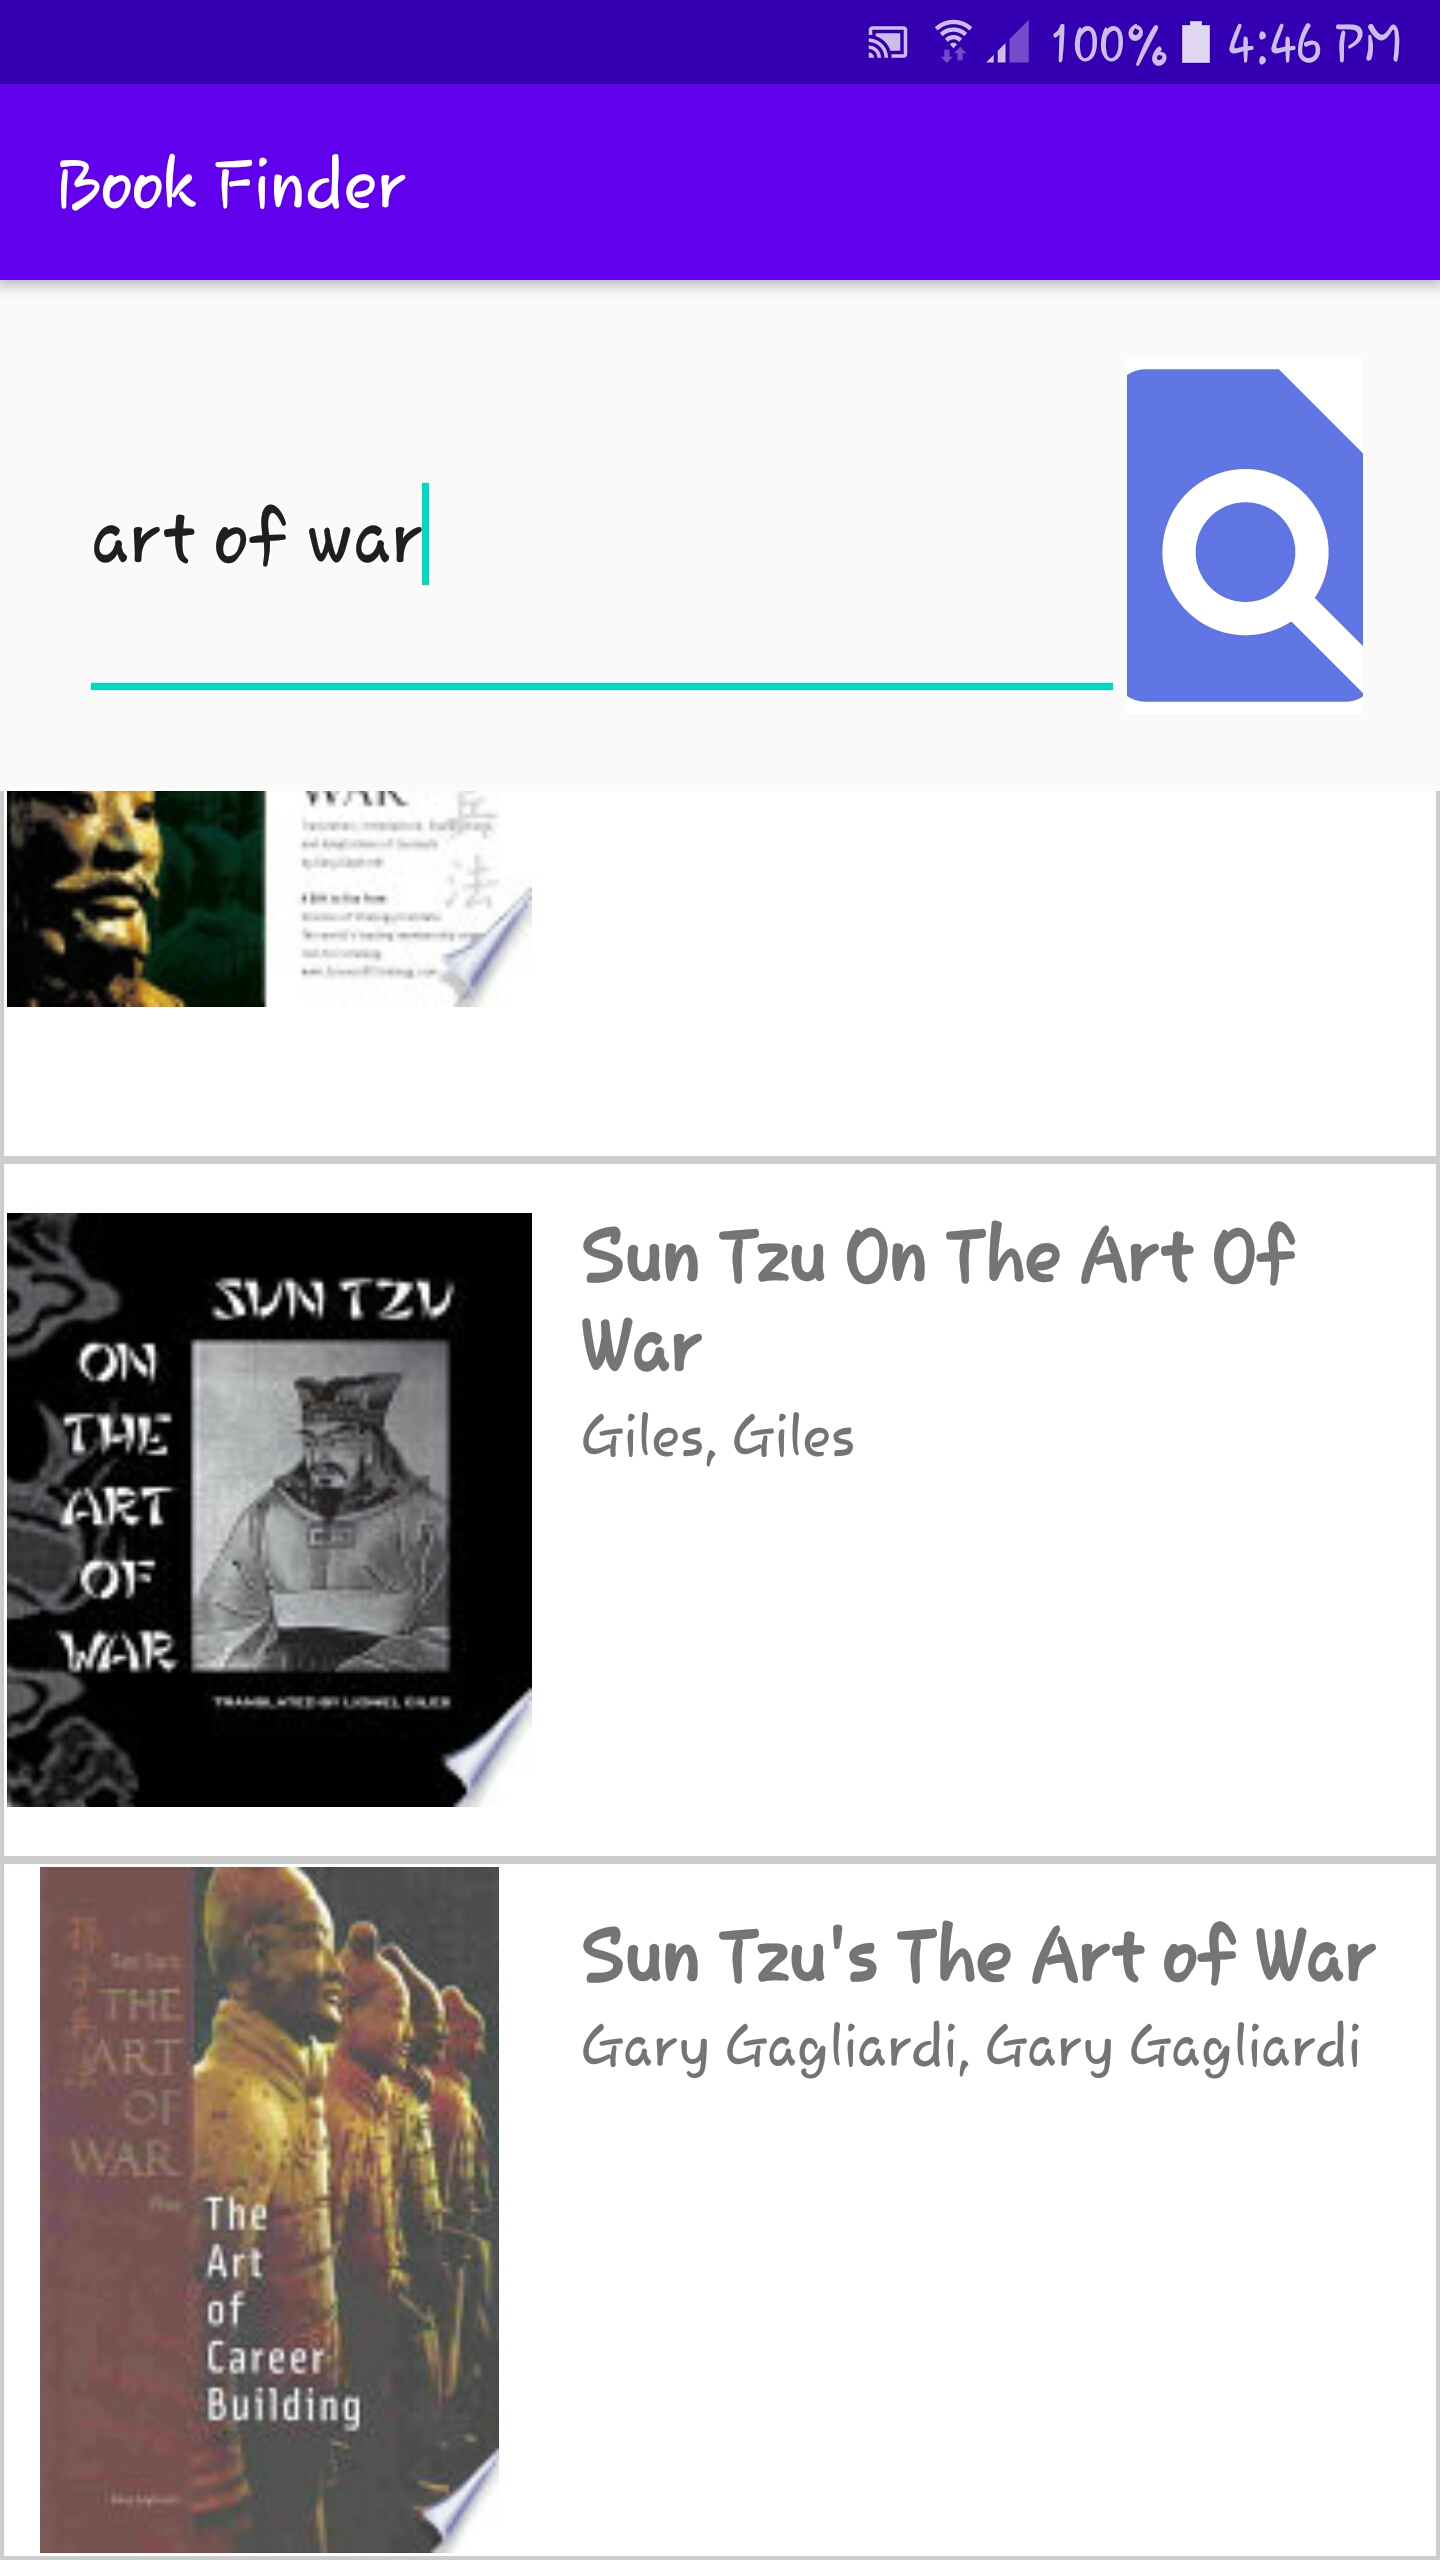 100% 4:46 PM
Book Finder
art of war
WAR
法
SUN TZU
ON
THE
ART
OF
WAR
TRANSLATED BY LIONEL GILES
Sun Tzu On The Art Of
War
Giles, Giles
THE
ART
OF
WAR
The
Art
of
Career
Building
Sun Tzu's The Art of War
Gary Gagliardi, Gary Gagliardi